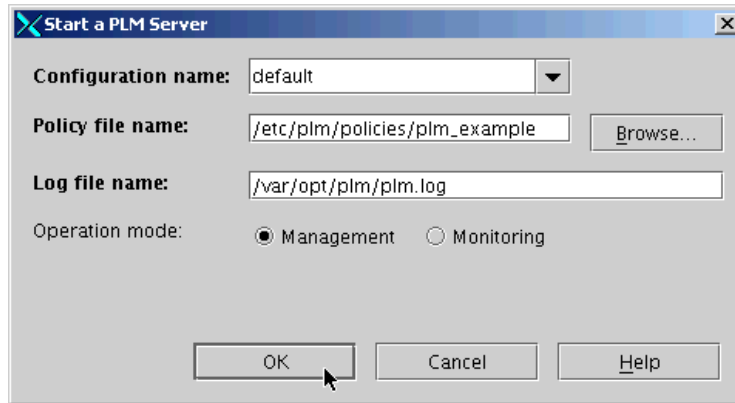 Start a PLM Server
Configuration name: default
Policy file name: /etc/plm/policies/plm_example Browse...
Log file name: /var/opt/plm/plm.log
Operation mode: Management Monitoring
OK Cancel Help